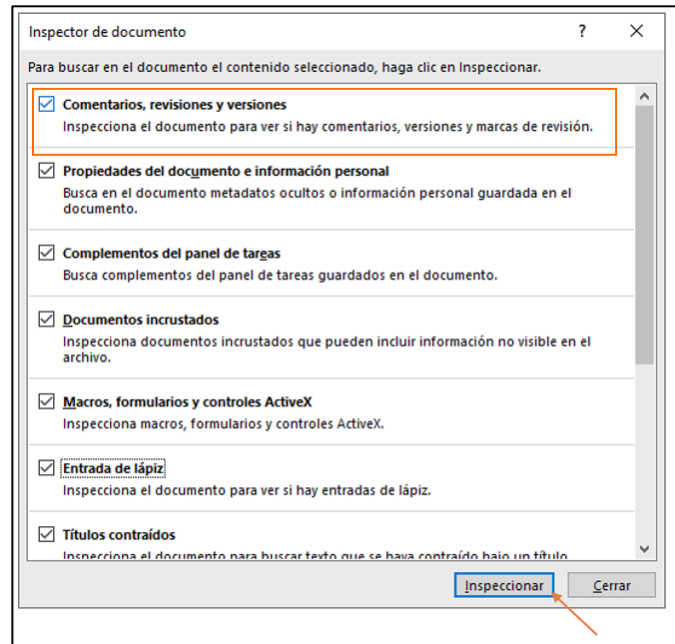 Inspector de documento
Para buscar en el documento el contenido seleccionado, haga clic en Inspeccionar.
Comentarios, revisiones y versiones
Inspecciona el documento para ver si hay comentarios, versiones y marcas de revisión.
Propiedades del documento e información personal
Busca en el documento metadatos ocultos o información personal guardada en el
documento.
Complementos del panel de tareas
Busca complementos del panel de tareas guardados en el documento.
Documentos incrustados
Inspecciona documentos incrustados que pueden incluir información no visible en el
archivo.
Macros, formularios y controles ActiveX
Inspecciona macros, formularios y controles ActiveX.
Entrada de lápiz
Inspecciona el documento para ver si hay entradas de lápiz.
Títulos contraídos
Inspecciona el documento para buscar texto que se haya contraído bajo un título
Inspeccionar
Cerrar